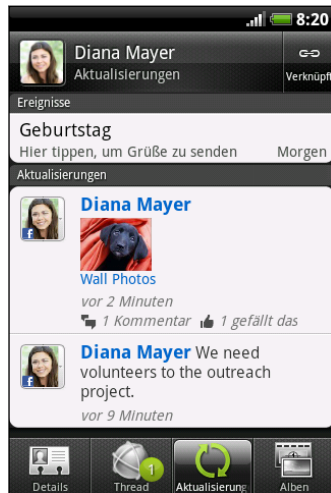 8:20
Diana Mayer
Aktualisierungen
Verknüpft
Ereignisse
Geburtstag
Hier tippen, um Grüße zu senden Morgen
Aktualisierungen
Diana Mayer
Wall Photos
vor 2 Minuten
1 Kommentar 1 gefällt das
Diana Mayer We need
volunteers to the outreach
project.
vor 9 Minuten
1
Details Thread Aktualisierung Alben